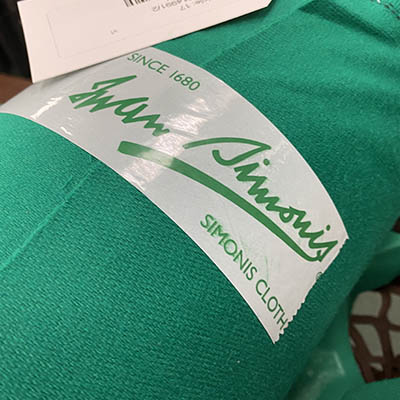 SINCE 1680
Iwan Simonis
®
SIMONIS CLOTH